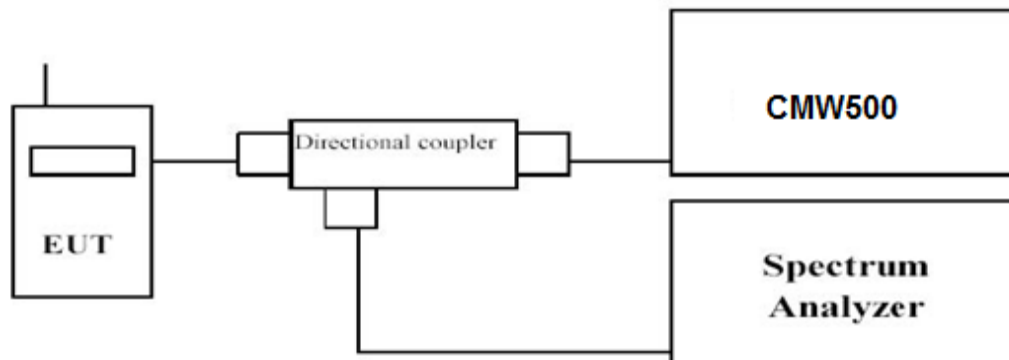 CMW500
Directional coupler
EUT
Spectrum
Analyzer